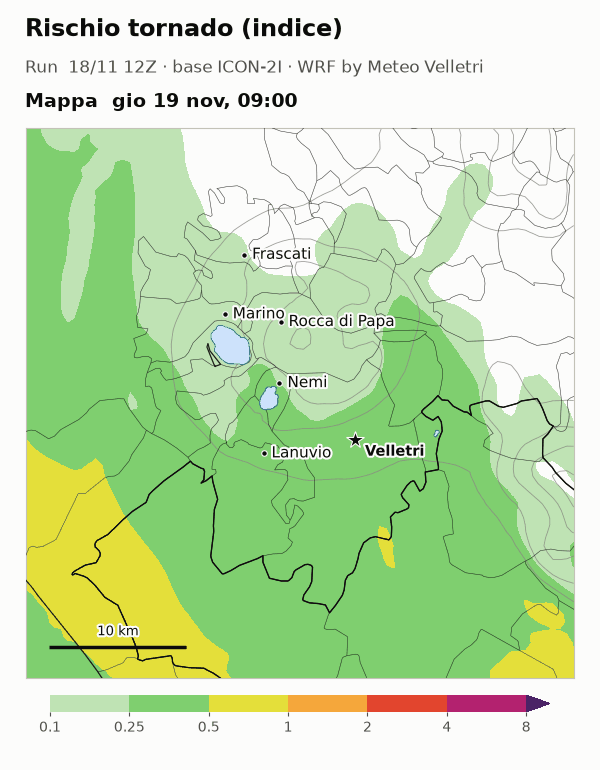 Rischio tornado (indice)
Run  18/11 12Z · base ICON-2I · WRF by Meteo Velletri
Mappa  gio 19 nov, 09:00
Frascati
Marino
Rocca di Papa
Nemi
Velletri
Lanuvio
10 km
0.1 0.25 0.5 1 2 4 8